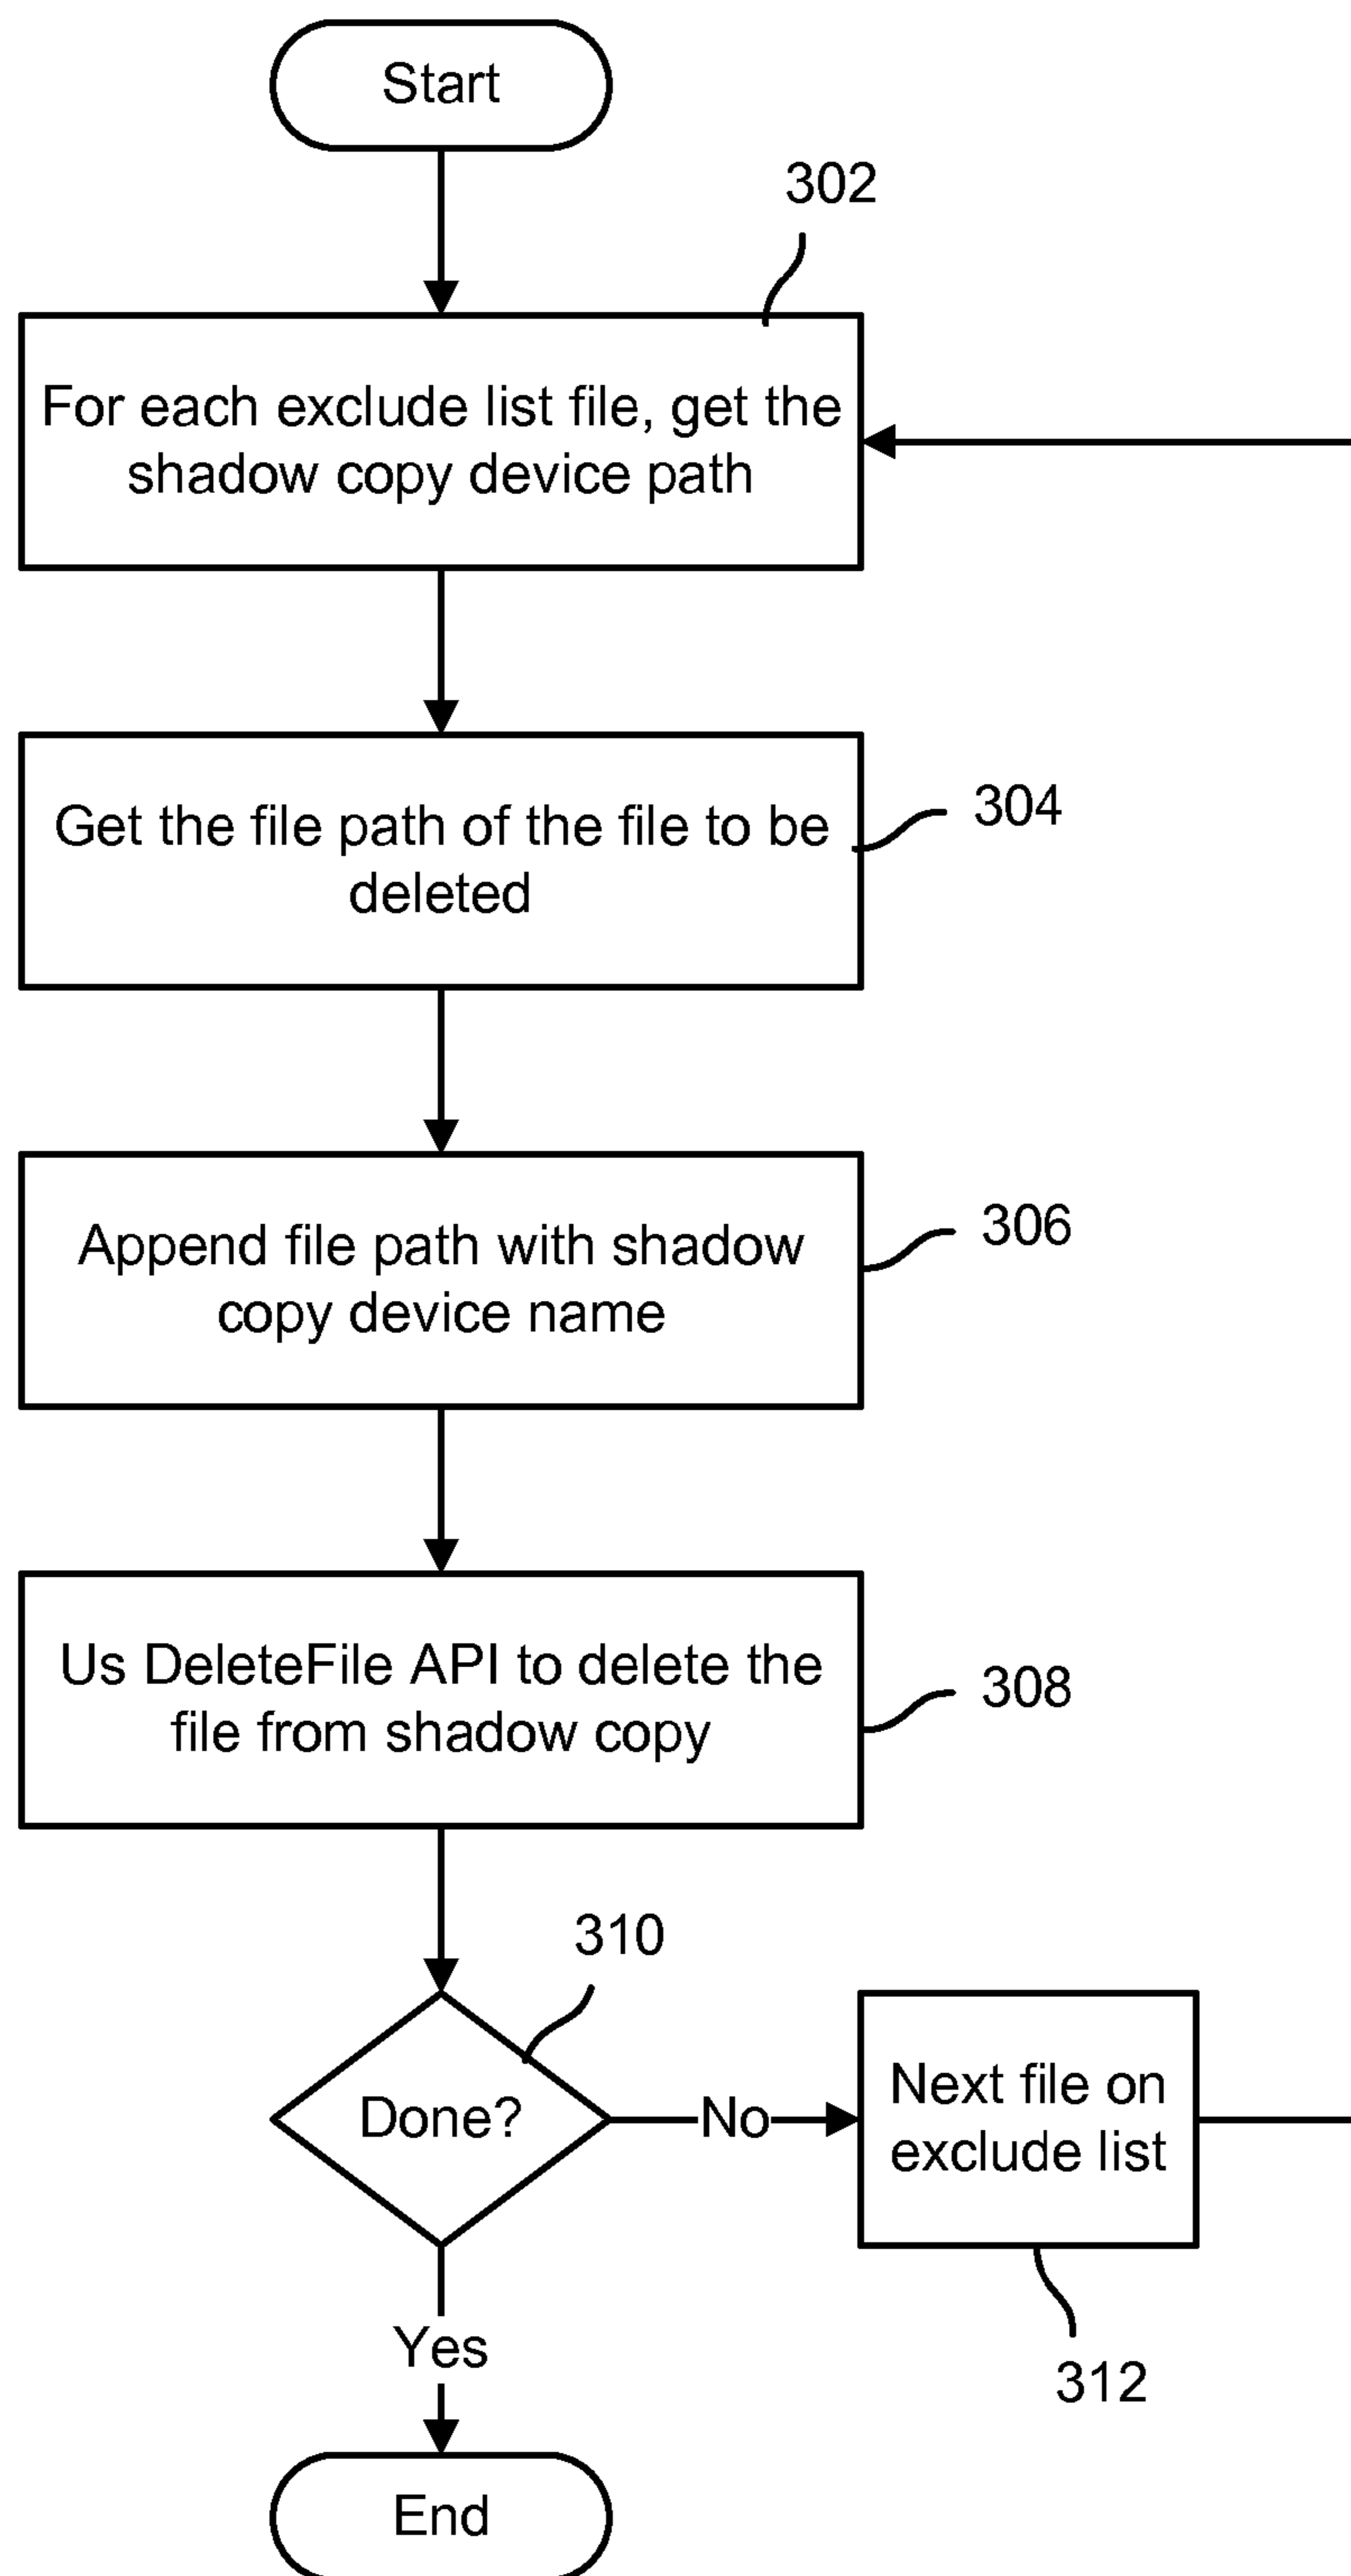 Start
302
For each exclude list file, get the
shadow copy device path
Get the file path of the file to be
deleted
304
Append file path with shadow
copy device name
306
Us DeleteFile API to delete the
file from shadow copy
308
310
Done?
No
Next file on
exclude list
312
Yes
End